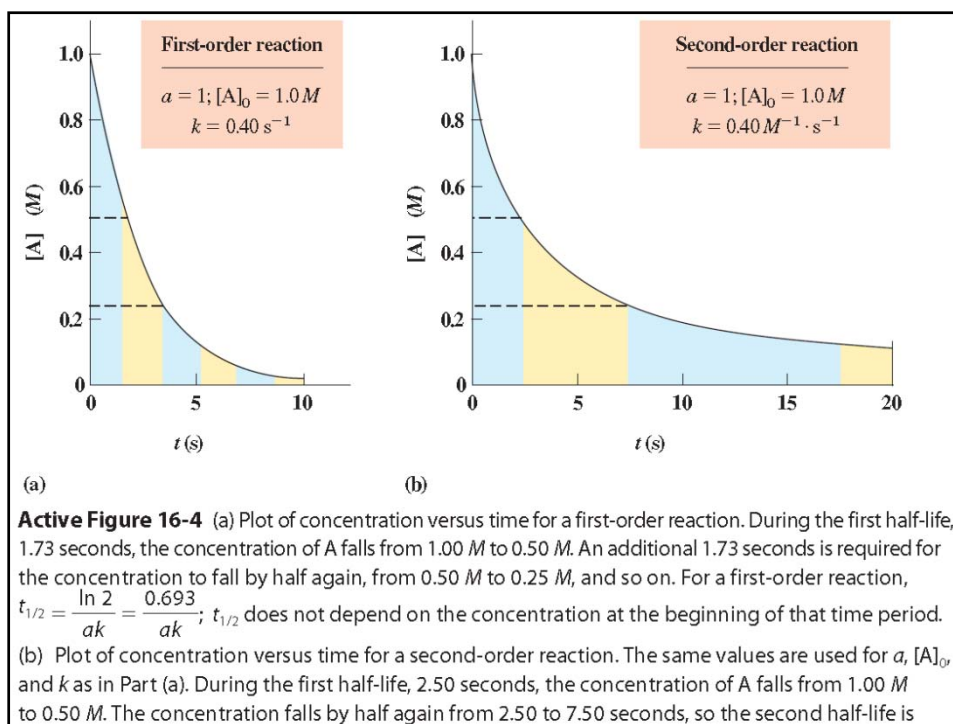 First-order reaction
a = 1; [A]₀ = 1.0 M
k = 0.40 s⁻¹
1.0
0.8
0.6
0.4
0.2
0
[A] (M)
0 5 10
t (s)
(a)
Second-order reaction
a = 1; [A]₀ = 1.0 M
k = 0.40 M⁻¹ · s⁻¹
1.0
0.8
0.6
0.4
0.2
0
[A] (M)
0 5 10 15 20
t (s)
(b)
Active Figure 16-4 (a) Plot of concentration versus time for a first-order reaction. During the first half-life,
1.73 seconds, the concentration of A falls from 1.00 M to 0.50 M. An additional 1.73 seconds is required for
the concentration to fall by half again, from 0.50 M to 0.25 M, and so on. For a first-order reaction,
t₁/₂ = ln 2/ak = 0.693/ak; t₁/₂ does not depend on the concentration at the beginning of that time period.
(b) Plot of concentration versus time for a second-order reaction. The same values are used for a, [A]₀,
and k as in Part (a). During the first half-life, 2.50 seconds, the concentration of A falls from 1.00 M
to 0.50 M. The concentration falls by half again from 2.50 to 7.50 seconds, so the second half-life is